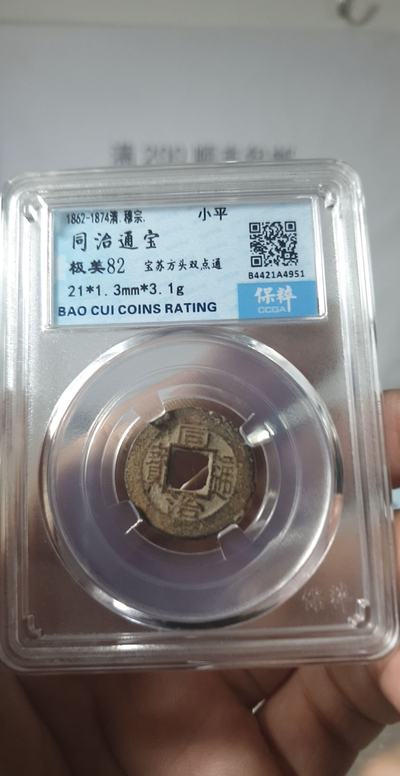 1862-1874清 穆宗.
小平
同治通宝
极美82 宝苏方头双点通
B4421A4951
21*1.3mm*3.1g
保粹
CCGA
BAO CUI COINS RATING
同
寶 通
治
保粹